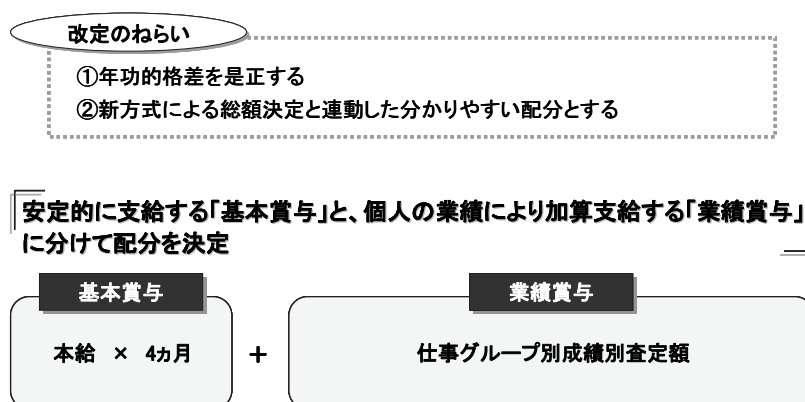 改定のねらい
①年功的格差を是正する
②新方式による総額決定と連動した分かりやすい配分とする
安定的に支給する「基本賞与」と、個人の業績により加算支給する「業績賞与」
に分けて配分を決定
基本賞与
業績賞与
本給 × 4ヵ月 + 仕事グループ別成績別査定額